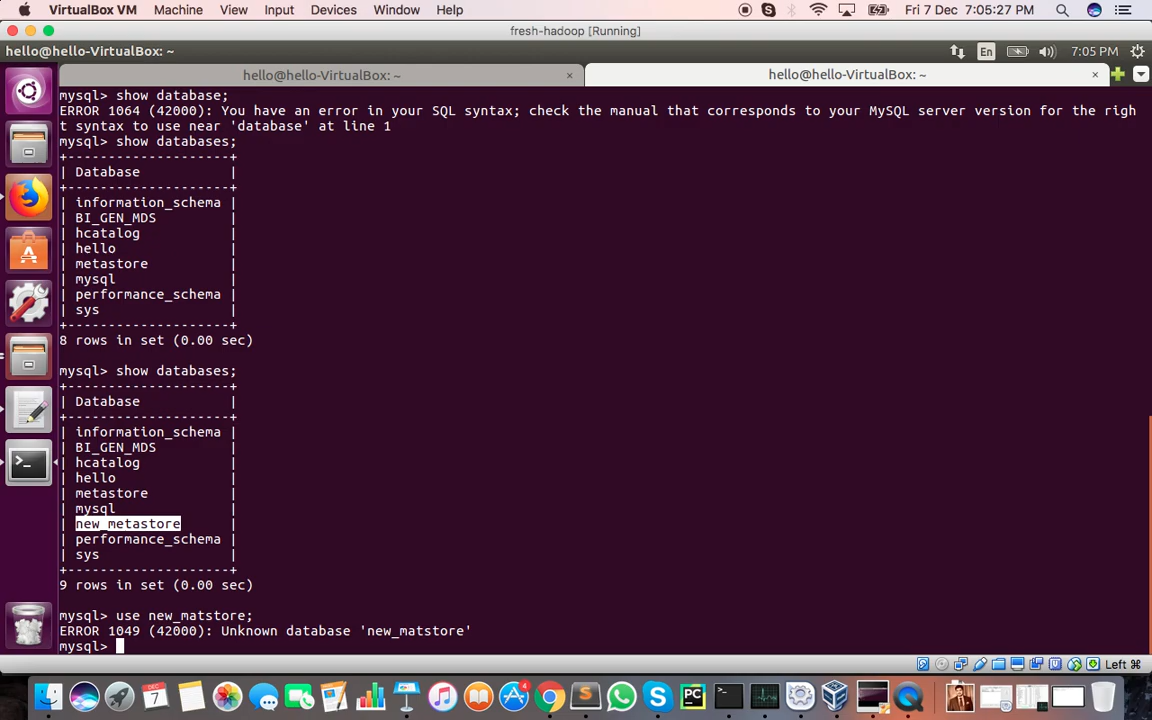 VirtualBox VM Machine View Input Devices Window Help Fri 7 Dec 7:05:27 PM
fresh-hadoop [Running]
hello@hello-VirtualBox: ~ En 7:05 PM
hello@hello-VirtualBox: ~ × hello@hello-VirtualBox: ~ ×
mysql> show database;
ERROR 1064 (42000): You have an error in your SQL syntax; check the manual that corresponds to your MySQL server version for the righ
t syntax to use near 'database' at line 1
mysql> show databases;
+--------------------+
| Database           |
+--------------------+
| information_schema |
| BI_GEN_MDS         |
| hcatalog           |
| hello              |
| metastore          |
| mysql              |
| performance_schema |
| sys                |
+--------------------+
8 rows in set (0.00 sec)
mysql> show databases;
+--------------------+
| Database           |
+--------------------+
| information_schema |
| BI_GEN_MDS         |
| hcatalog           |
| hello              |
| metastore          |
| mysql              |
| new_metastore      |
| performance_schema |
| sys                |
+--------------------+
9 rows in set (0.00 sec)
mysql> use new_matstore;
ERROR 1049 (42000): Unknown database 'new_matstore'
mysql>
Left ⌘
DEC
7
4
PC